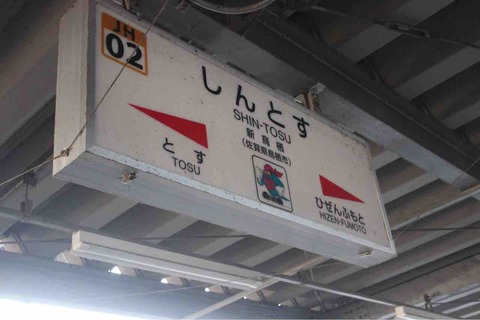 JH
02
しんとす
SHIN-TOSU
新鳥栖
(佐賀県鳥栖市)
とす
TOSU
ひぜんふもと
HIZEN-FUMOTO